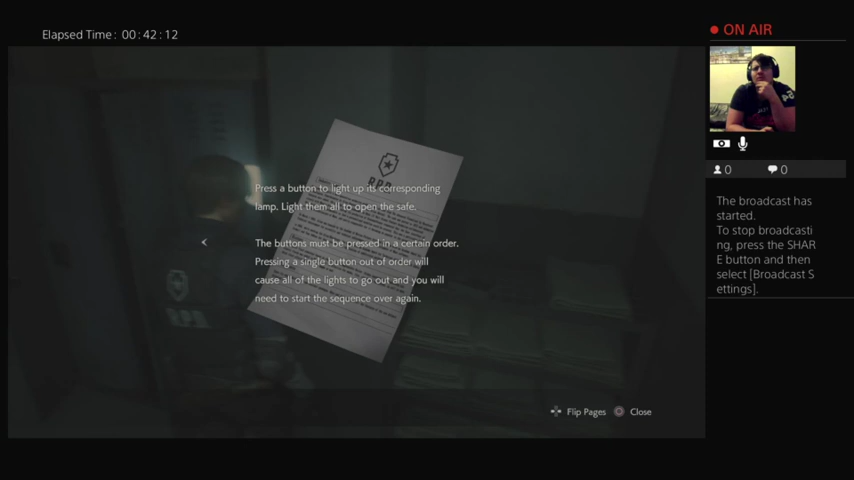 Elapsed Time: 00:42:12
ON AIR
R.P.D.
Press a button to light up its corresponding
lamp. Light them all to open the safe.
The buttons must be pressed in a certain order.
Pressing a single button out of order will
cause all of the lights to go out and you will
need to start the sequence over again.
Flip Pages
Close
0
0
The broadcast has
started.
To stop broadcasti
ng, press the SHAR
E button and then
select [Broadcast S
ettings].